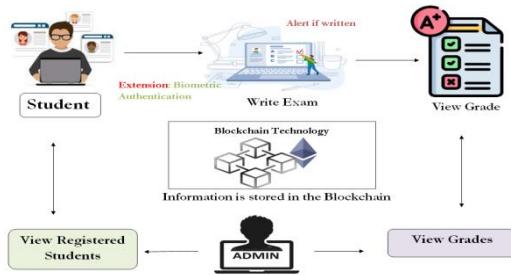 Alert if written
A+
Student
Extension: Biometric
Authentication
Write Exam
View Grade
Blockchain Technology
Information is stored in the Blockchain
View Registered
Students
ADMIN
View Grades